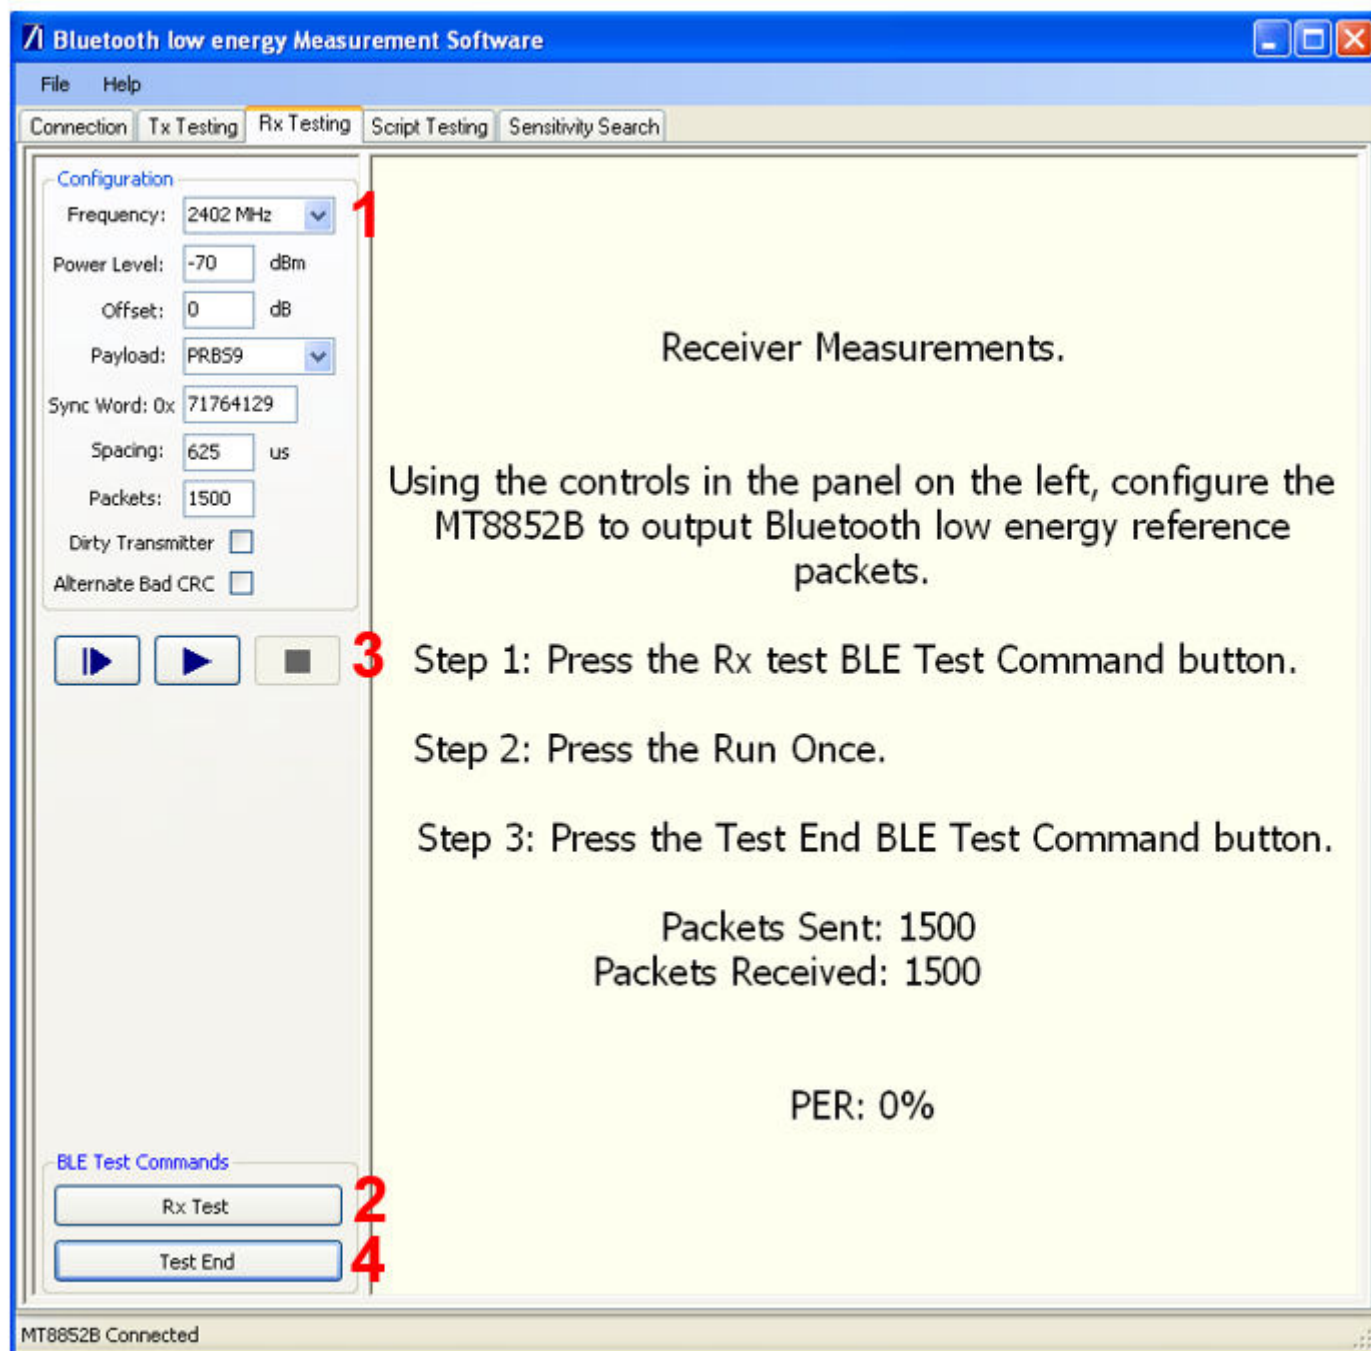 Bluetooth low energy Measurement Software
File Help
Connection Tx Testing Rx Testing Script Testing Sensitivity Search
Configuration
Frequency: 2402 MHz 1
Power Level: -70 dBm
Offset: 0 dB
Payload: PRBS9
Sync Word: 0x 71764129
Spacing: 625 us
Packets: 1500
Dirty Transmitter
Alternate Bad CRC
3
Receiver Measurements.
Using the controls in the panel on the left, configure the
MT8852B to output Bluetooth low energy reference
packets.
Step 1: Press the Rx test BLE Test Command button.
Step 2: Press the Run Once.
Step 3: Press the Test End BLE Test Command button.
Packets Sent: 1500
Packets Received: 1500
PER: 0%
BLE Test Commands
Rx Test 2
Test End 4
MT8852B Connected